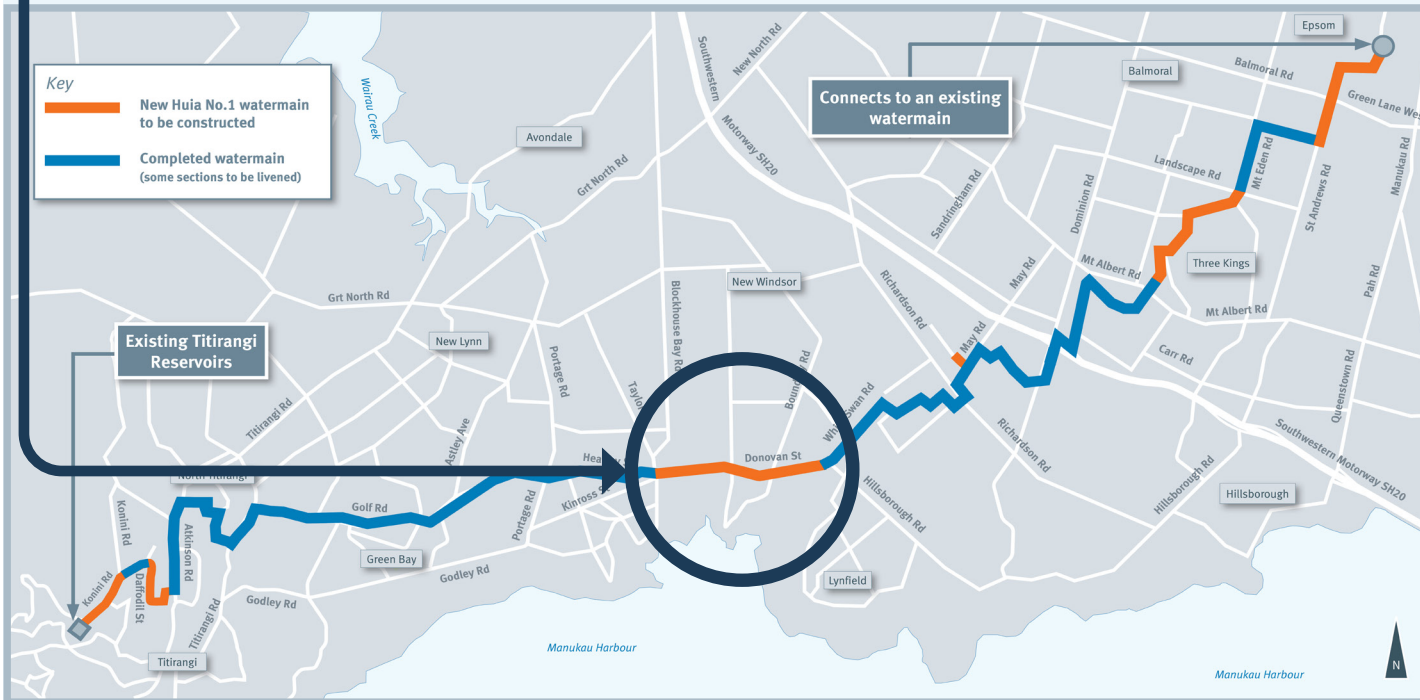 Key
New Huia No.1 watermain
to be constructed
Completed watermain
(some sections to be livened)
Existing Titirangi
Reservoirs
Connects to an existing
watermain
Epsom
Balmoral
Balmoral Rd
Green Lane Wes
Manukau Rd
Mt Eden Rd
St Andrews Rd
Landscape Rd
Dominion Rd
Sandringham Rd
New North Rd
Southwestern
Motorway SH20
Wairau Creek
Avondale
Grt North Rd
Grt North Rd
New Windsor
Blockhouse Bay Rd
Richardson Rd
May Rd
May Rd
Mt Albert Rd
Three Kings
Mt Albert Rd
Pah Rd
Carr Rd
Queenstown Rd
Southwestern Motorway SH20
Hillsborough
Hillsborough Rd
Richardson Rd
New Lynn
Portage Rd
Titirangi Rd
Astley Ave
Donovan St
Hillsborough Rd
Lynfield
Kinross S
Portage Rd
Golf Rd
Green Bay
Godley Rd
Godley Rd
North Titirangi
Konini Rd
Atkinson Rd
Konini Rd
Daffodil St
Titirangi Rd
Titirangi
Manukau Harbour
Manukau Harbour
N